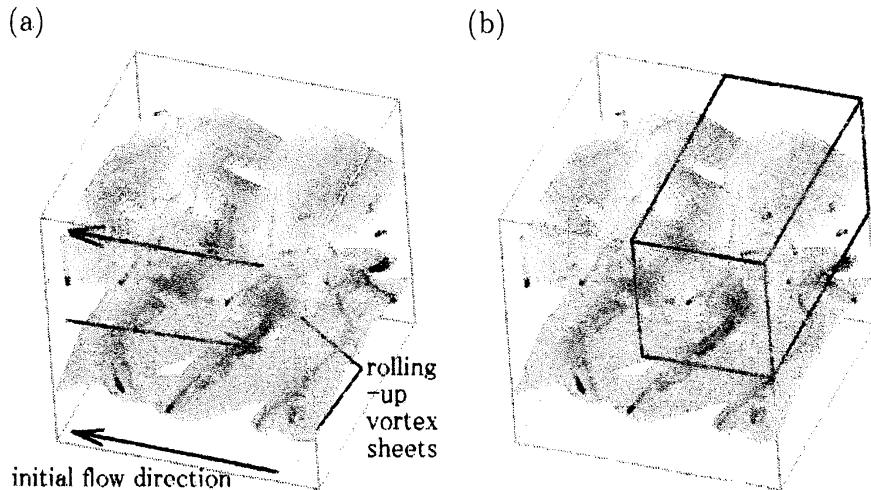 (a)
(b)
rolling
-up
vortex
sheets
initial flow direction